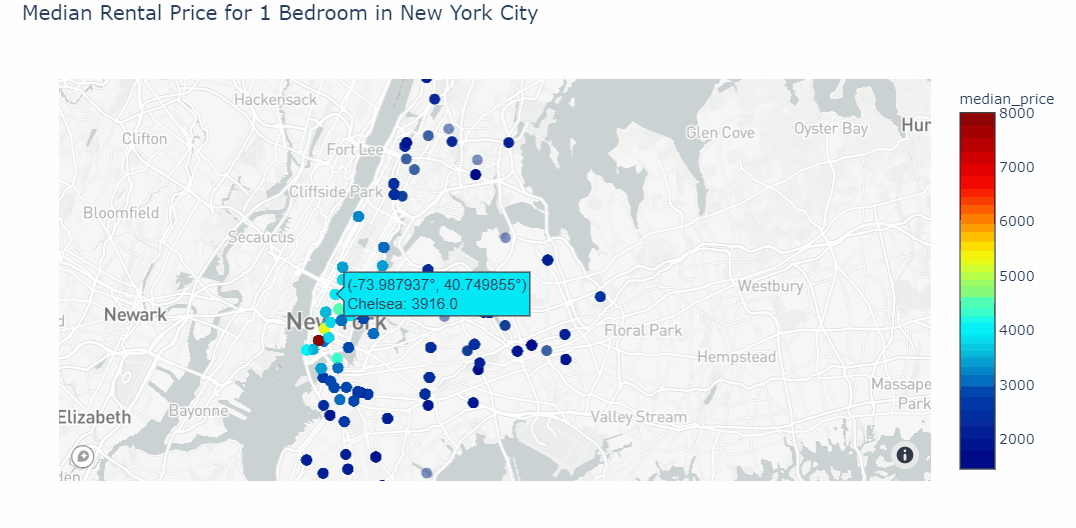 Median Rental Price for 1 Bedroom in New York City
median_price
8000
7000
6000
5000
4000
3000
2000
Hackensack
Clifton
Fort Lee
Glen Cove
Oyster Bay
Hun
Cliffside Park
Bloomfield
Secaucus
(-73.987937°, 40.749855°)
Chelsea: 3916.0
Westbury
Newark
New York
d
Floral Park
Hempstead
Massape
Park
Elizabeth
Bayonne
Valley Stream
den